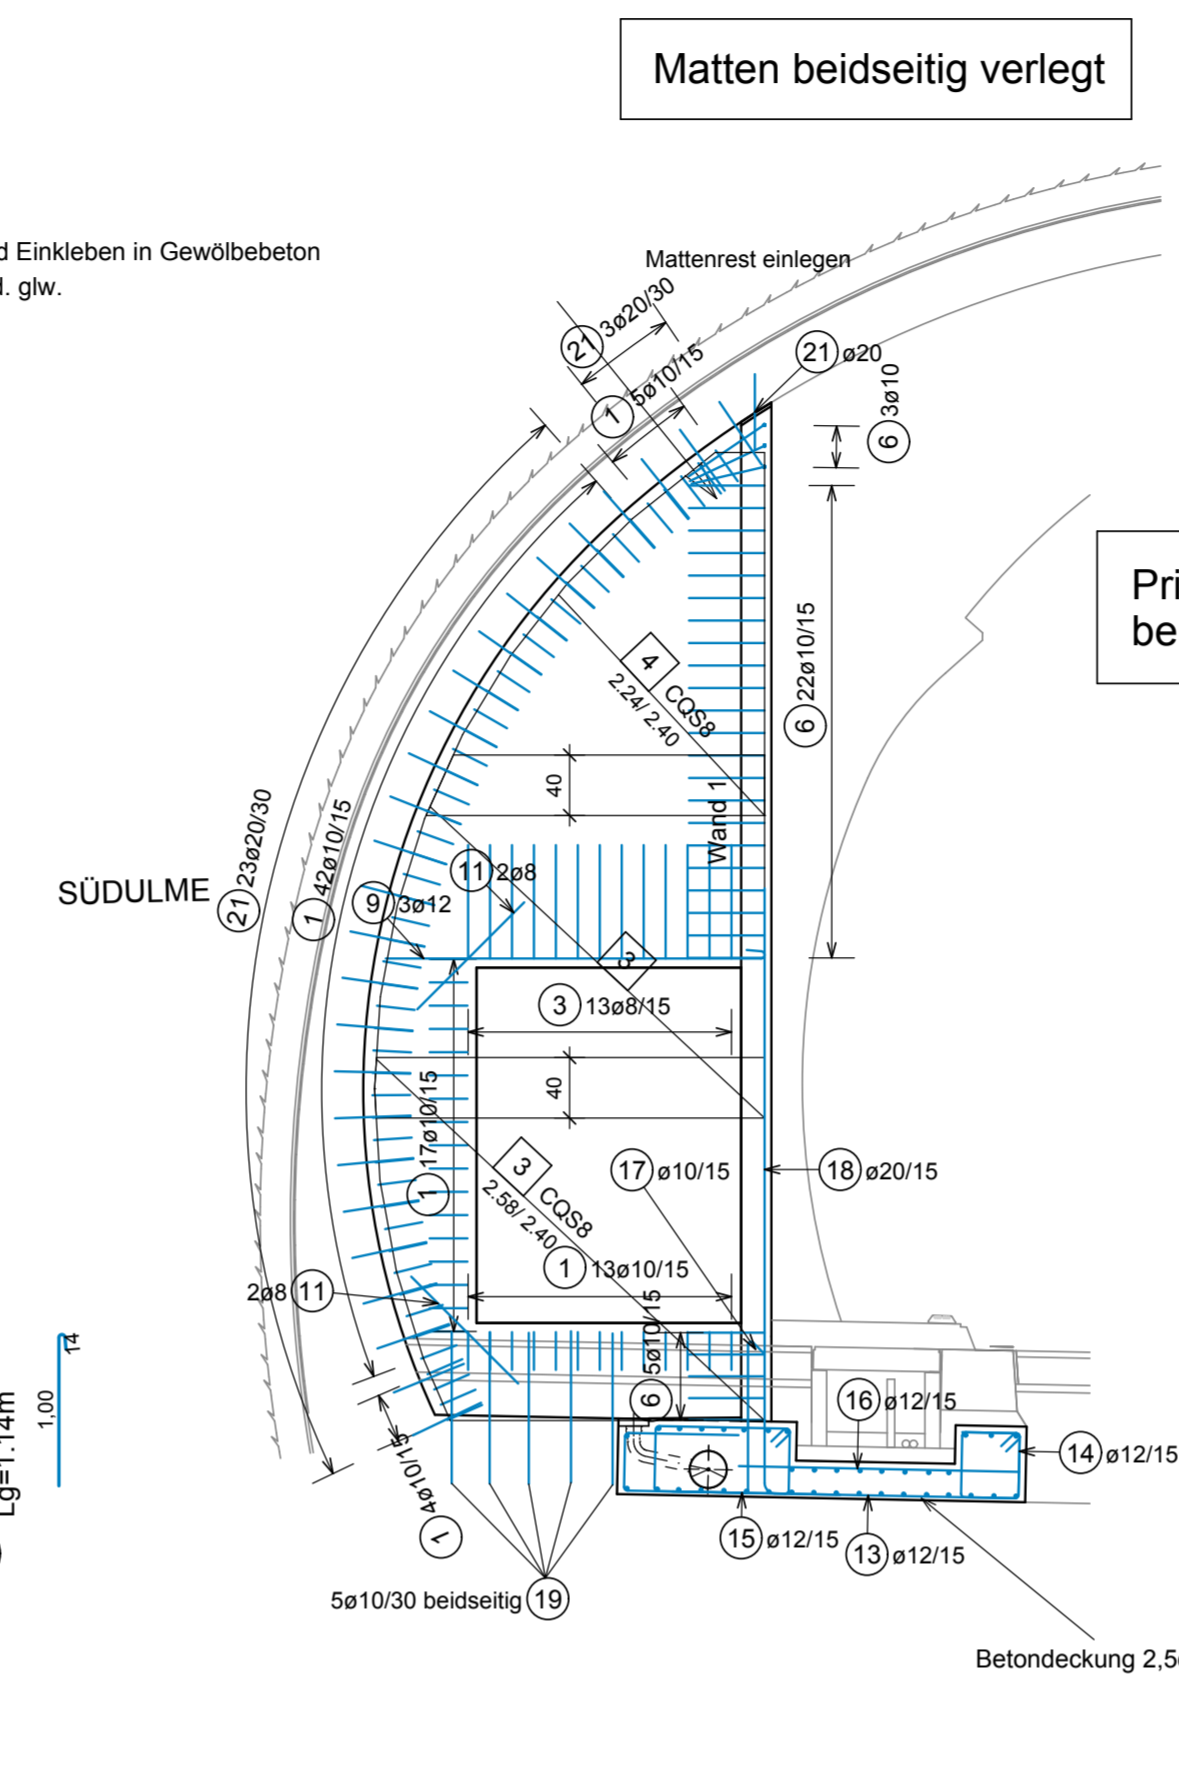 Matten beidseitig verlegt
d Einkleben in Gewölbebeton
d. glw.
Mattenrest einlegen
21 3ø20/30
1 5ø10/15
21 ø20
6 3ø10
Pri
be
4 CQS8
2.24/ 2.40
6 22ø10/15
40
Wand 1
SÜDULME
21 23ø20/30
1 42ø10/15
11 2ø8
9 3ø12
3
3 13ø8/15
40
1 17ø10/15
3 CQS8
2.58/ 2.40
17 ø10/15
18 ø20/15
1 13ø10/15
2ø8 11
6 5ø10/15
14
1,00
Lg=1.14m
16 ø12/15
14 ø12/15
1 4ø10/15
15 ø12/15
13 ø12/15
5ø10/30 beidseitig 19
Betondeckung 2,5